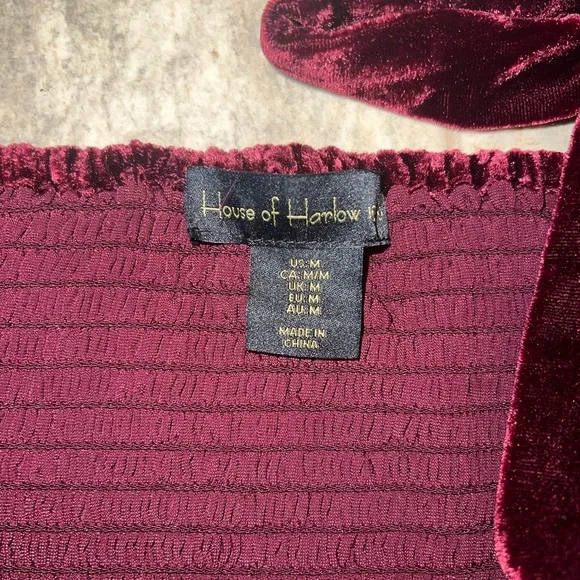 House of Harlow
US: M
CA: M/M
UK: M
EU: M
AU: M
MADE IN
CHINA